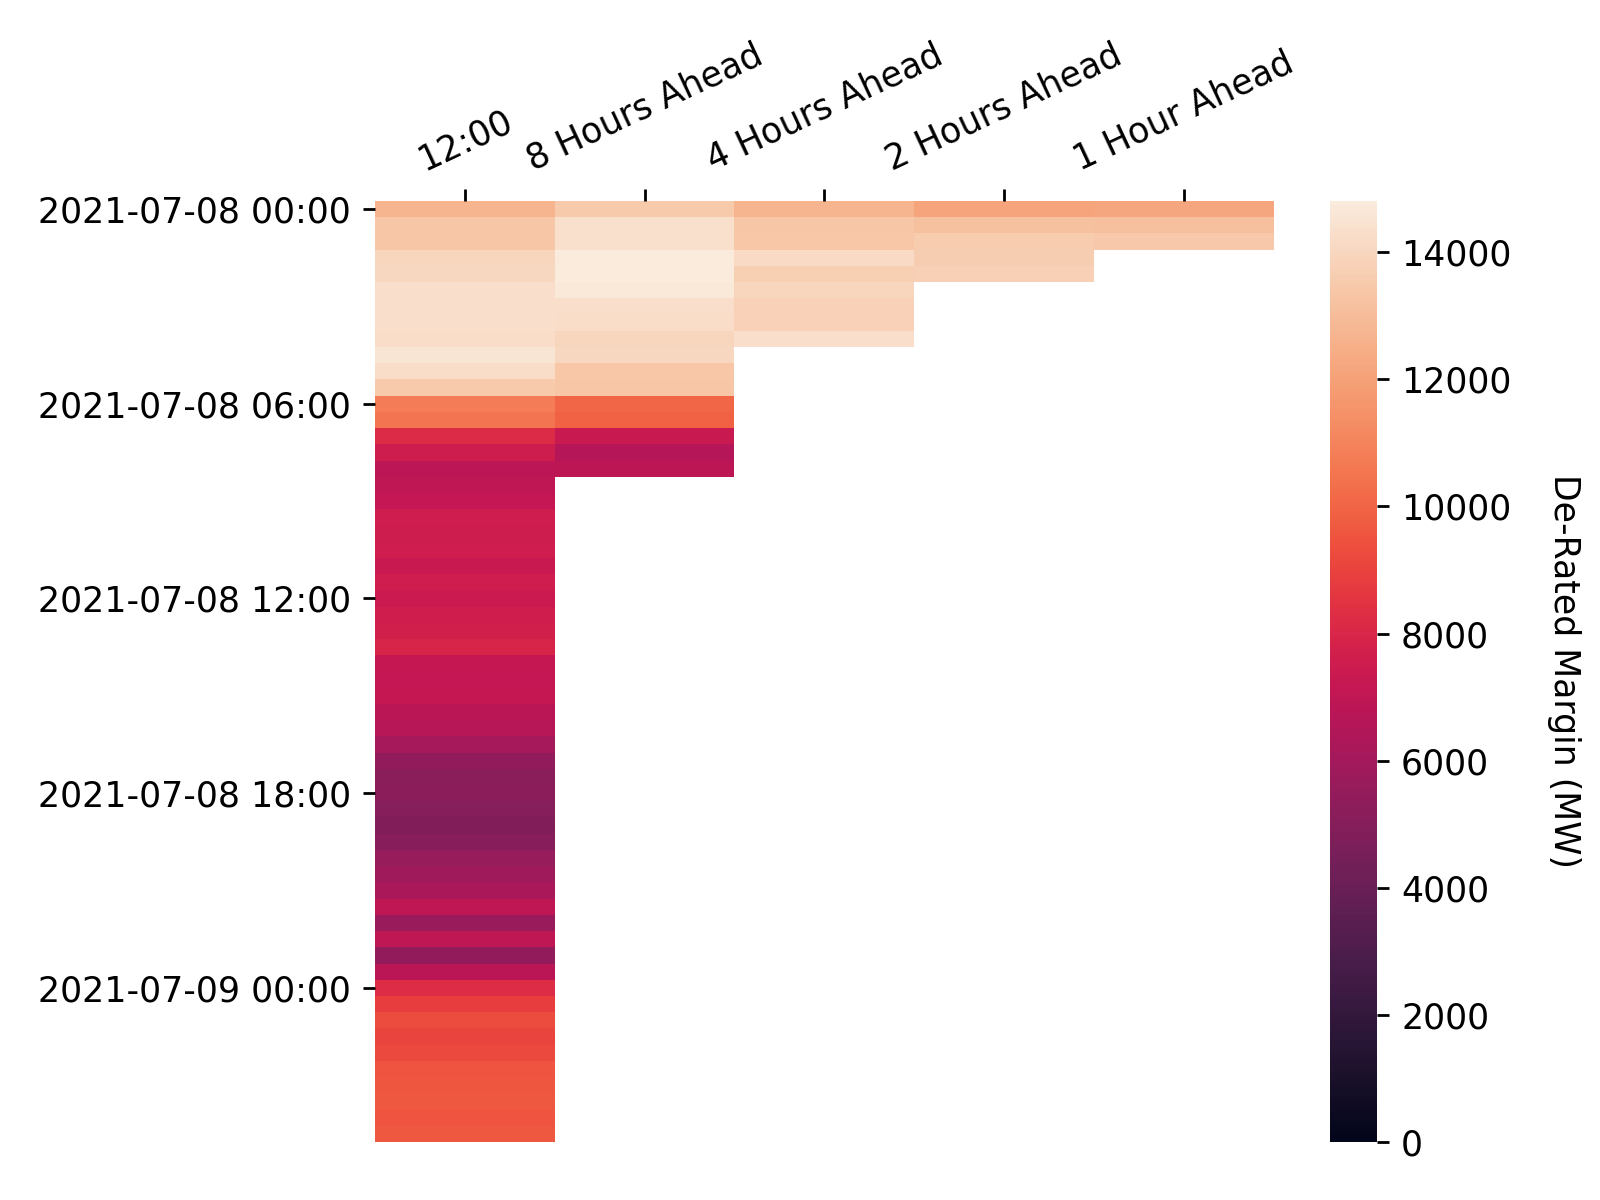 12:00
8 Hours Ahead
4 Hours Ahead
2 Hours Ahead
1 Hour Ahead
2021-07-08 00:00
2021-07-08 06:00
2021-07-08 12:00
2021-07-08 18:00
2021-07-09 00:00
14000
12000
10000
8000
6000
4000
2000
0
De-Rated Margin (MW)